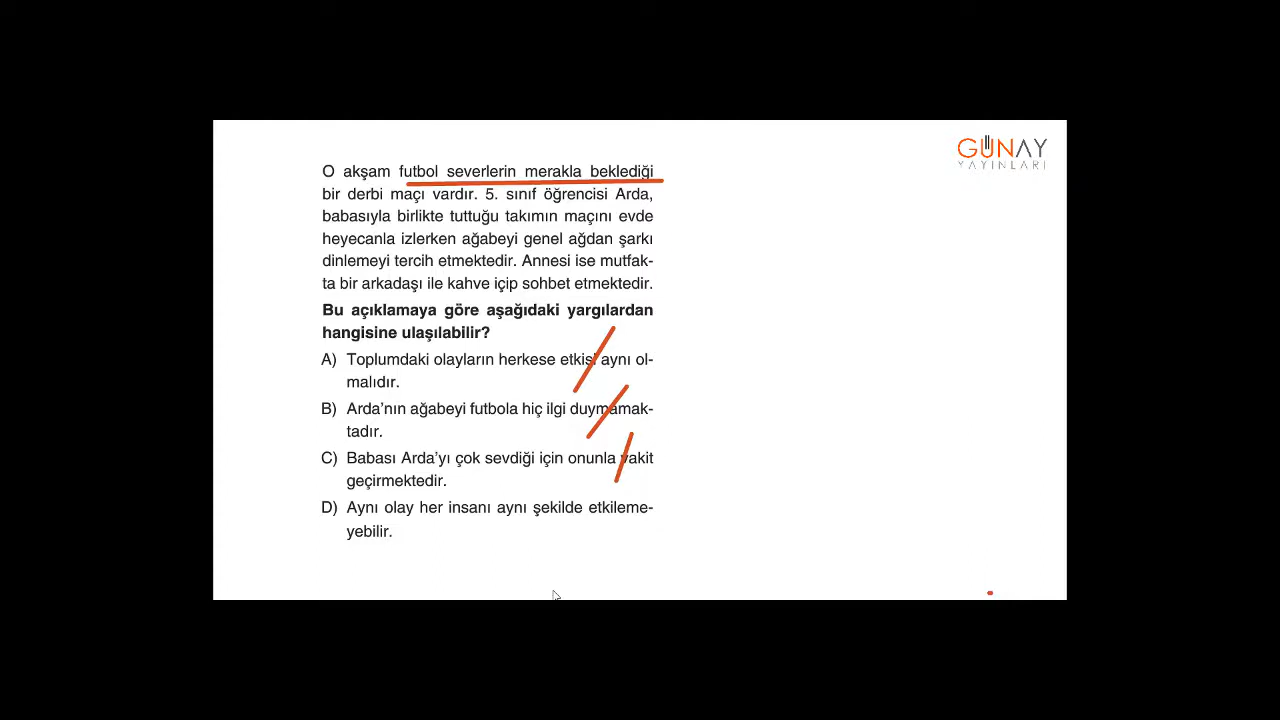 GÜNAY
YAYINLARI
O akşam futbol severlerin merakla beklediği
bir derbi maçı vardır. 5. sınıf öğrencisi Arda,
babasıyla birlikte tuttuğu takımın maçını evde
heyecanla izlerken ağabeyi genel ağdan şarkı
dinlemeyi tercih etmektedir. Annesi ise mutfak-
ta bir arkadaşı ile kahve içip sohbet etmektedir.
Bu açıklamaya göre aşağıdaki yargılardan
hangisine ulaşılabilir?
A) Toplumdaki olayların herkese etkisi aynı ol-
malıdır.
B) Arda'nın ağabeyi futbola hiç ilgi duymamak-
tadır.
C) Babası Arda'yı çok sevdiği için onunla vakit
geçirmektedir.
D) Aynı olay her insanı aynı şekilde etkileme-
yebilir.